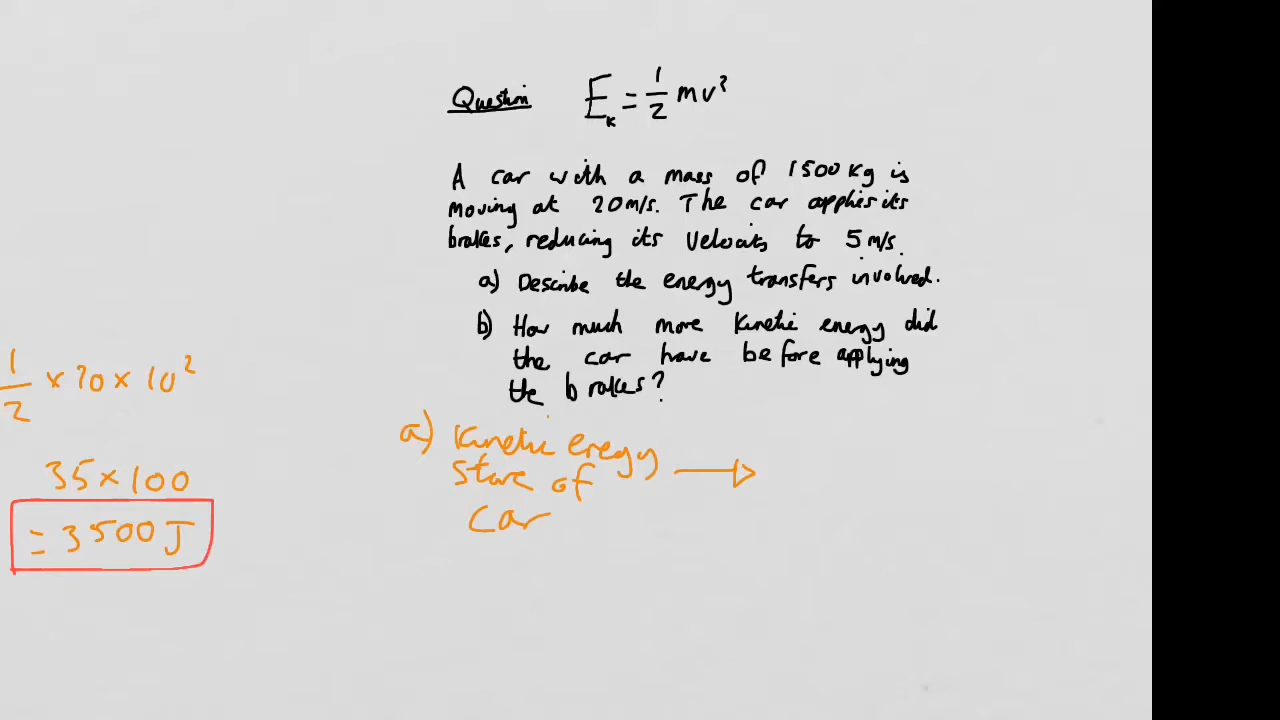 Question E_k = 1/2 mv²
A car with a mass of 1500 kg is
moving at 20m/s. The car applies its
brakes, reducing its velocity to 5 m/s.
a) Describe the energy transfers involved.
b) How much more kinetic energy did
the car have before applying
the brakes?
a) Kinetic eregy
store of →
car
1/2 × 70 × 10²
35 × 100
= 3500 J